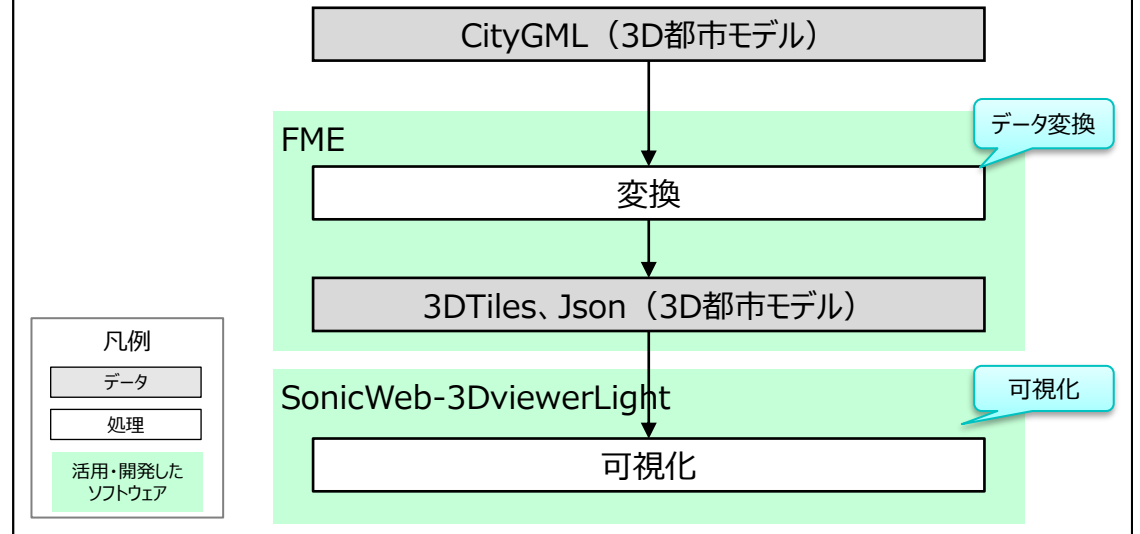 CityGML（3D都市モデル）
データ変換
FME
変換
3DTiles、Json（3D都市モデル）
凡例
データ
処理
活用・開発した
ソフトウェア
SonicWeb-3DviewerLight
可視化
可視化